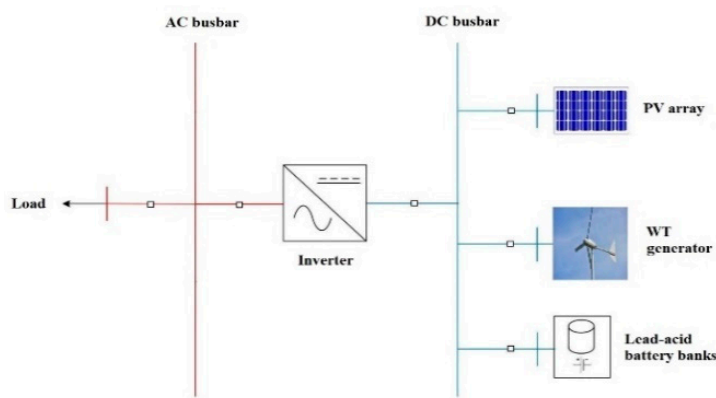 AC busbar
DC busbar
PV array
Load
WT
generator
Inverter
Lead-acid
battery banks